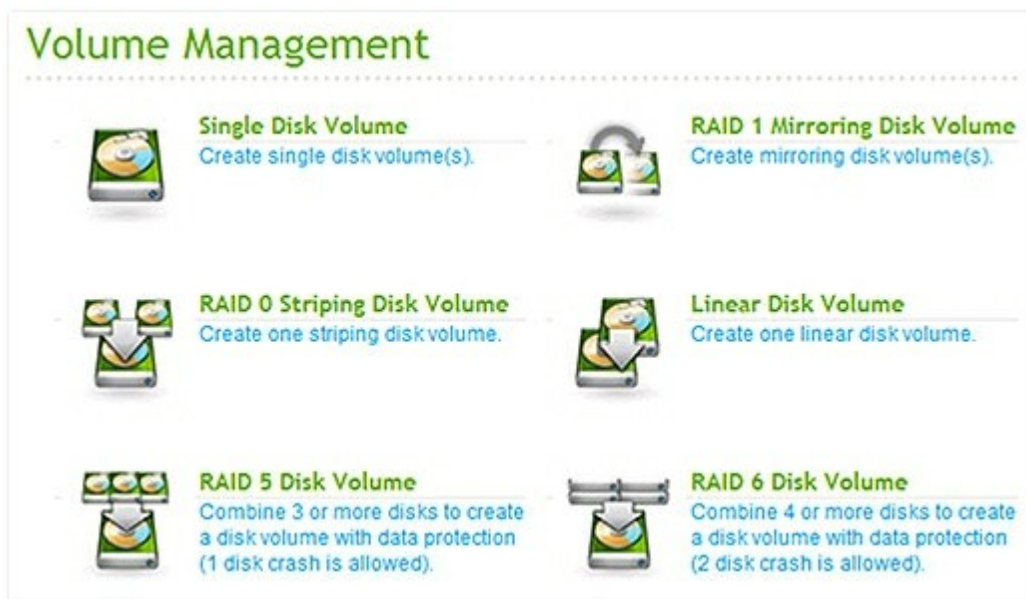 Volume Management
Single Disk Volume
Create single disk volume(s).
RAID 1 Mirroring Disk Volume
Create mirroring disk volume(s).
RAID 0 Striping Disk Volume
Create one striping disk volume.
Linear Disk Volume
Create one linear disk volume.
RAID 5 Disk Volume
Combine 3 or more disks to create
a disk volume with data protection
(1 disk crash is allowed).
RAID 6 Disk Volume
Combine 4 or more disks to create
a disk volume with data protection
(2 disk crash is allowed).